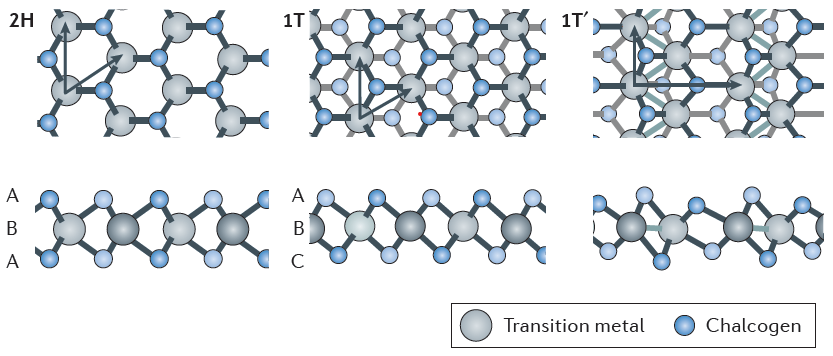 2H
1T
1T′
A
B
A
A
B
C
Transition metal
Chalcogen